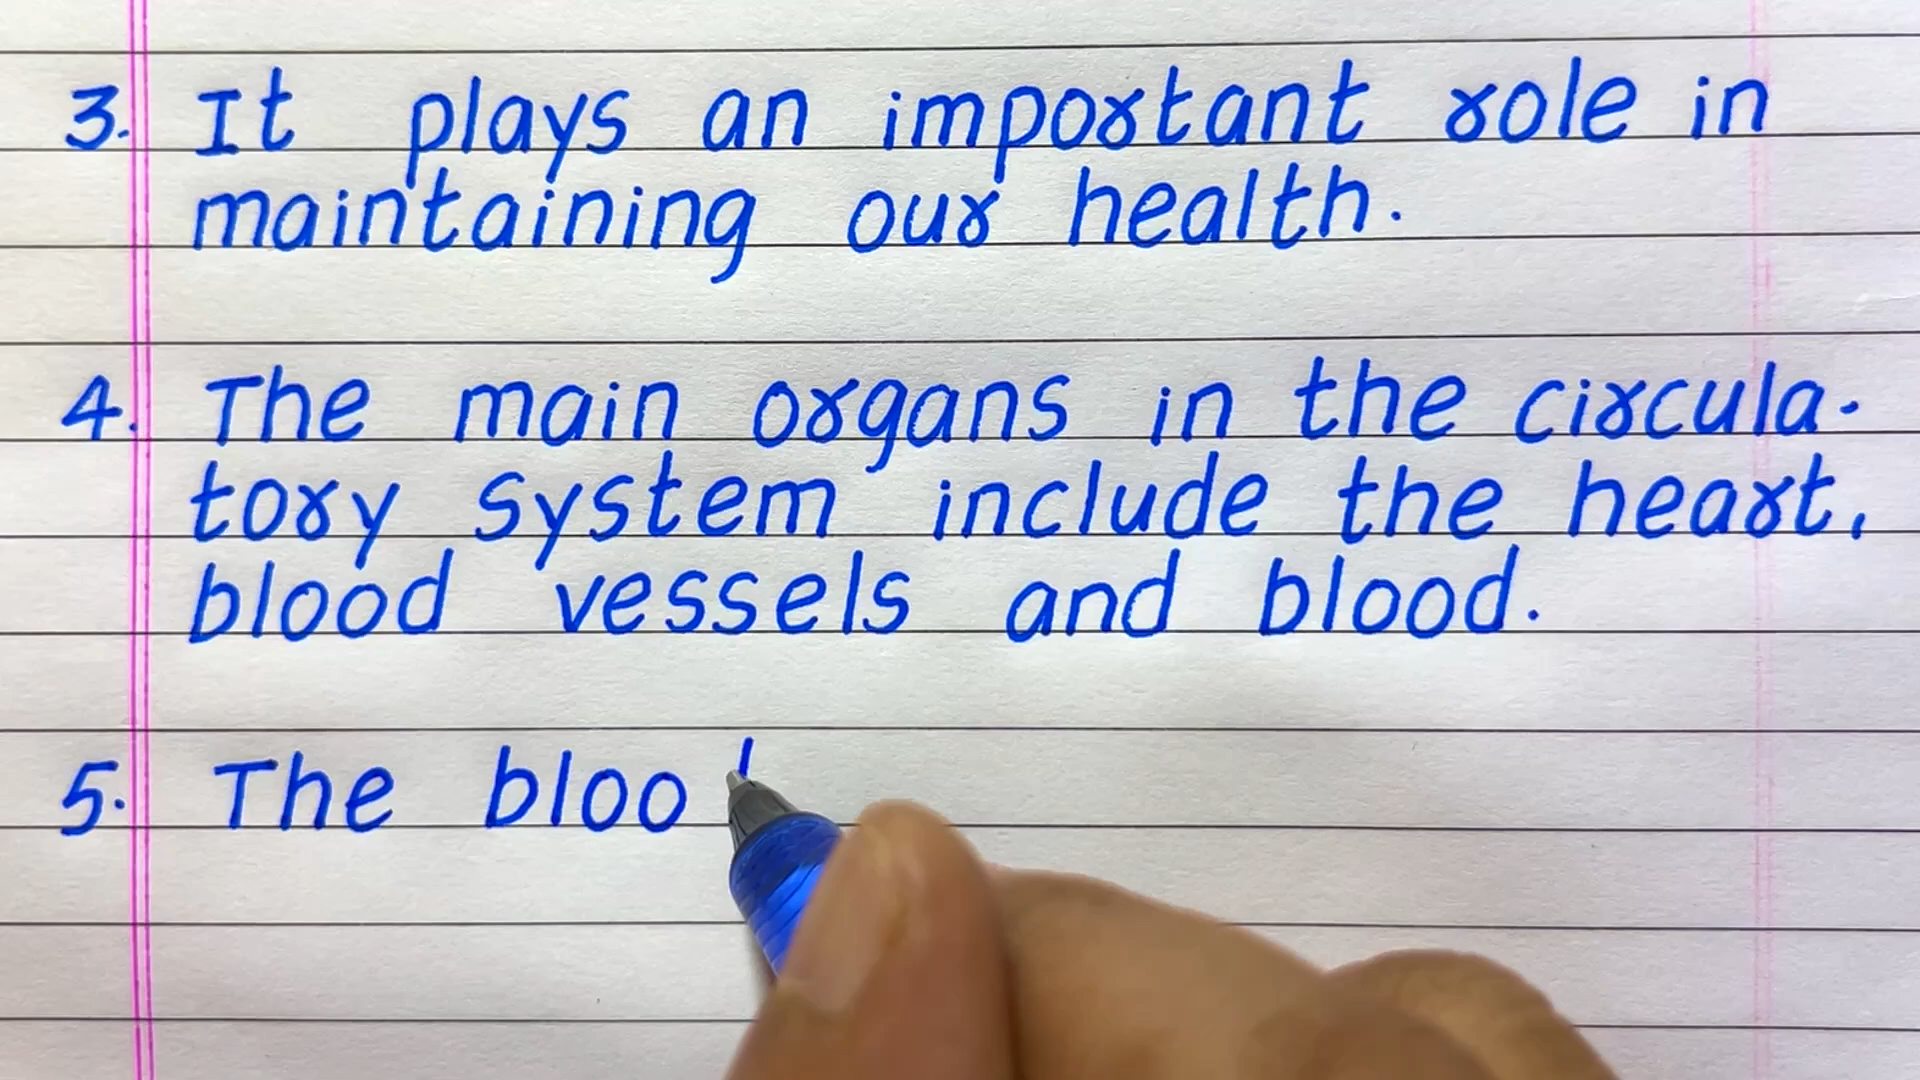 3. It plays an important role in
maintaining our health.
4. The main organs in the circula-
tory system include the heart,
blood vessels and blood.
5. The bloo